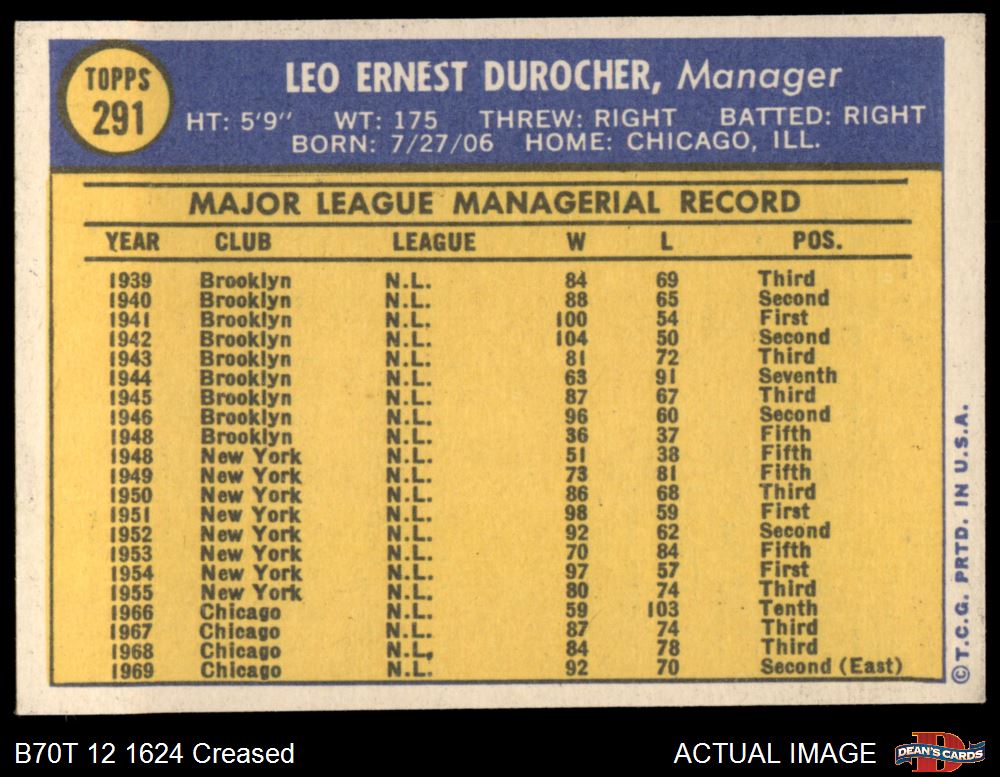 TOPPS
291
LEO ERNEST DUROCHER, Manager
HT: 5'9" WT: 175 THREW: RIGHT BATTED: RIGHT
BORN: 7/27/06 HOME: CHICAGO, ILL.
MAJOR LEAGUE MANAGERIAL RECORD
YEAR CLUB LEAGUE W L POS.
1939 Brooklyn N.L. 84 69 Third
1940 Brooklyn N.L. 88 65 Second
1941 Brooklyn N.L. 100 54 First
1942 Brooklyn N.L. 104 50 Second
1943 Brooklyn N.L. 81 72 Third
1944 Brooklyn N.L. 63 91 Seventh
1945 Brooklyn N.L. 87 67 Third
1946 Brooklyn N.L. 96 60 Second
1948 Brooklyn N.L. 36 37 Fifth
1948 New York N.L. 51 38 Fifth
1949 New York N.L. 73 81 Fifth
1950 New York N.L. 86 68 Third
1951 New York N.L. 98 59 First
1952 New York N.L. 92 62 Second
1953 New York N.L. 70 84 Fifth
1954 New York N.L. 97 57 First
1955 New York N.L. 80 74 Third
1966 Chicago N.L. 59 103 Tenth
1967 Chicago N.L. 87 74 Third
1968 Chicago N.L. 84 78 Third
1969 Chicago N.L. 92 70 Second (East)
©T.C.G. PRTD. IN U.S.A.
B70T 12 1624 Creased
ACTUAL IMAGE
DEAN'S CARDS